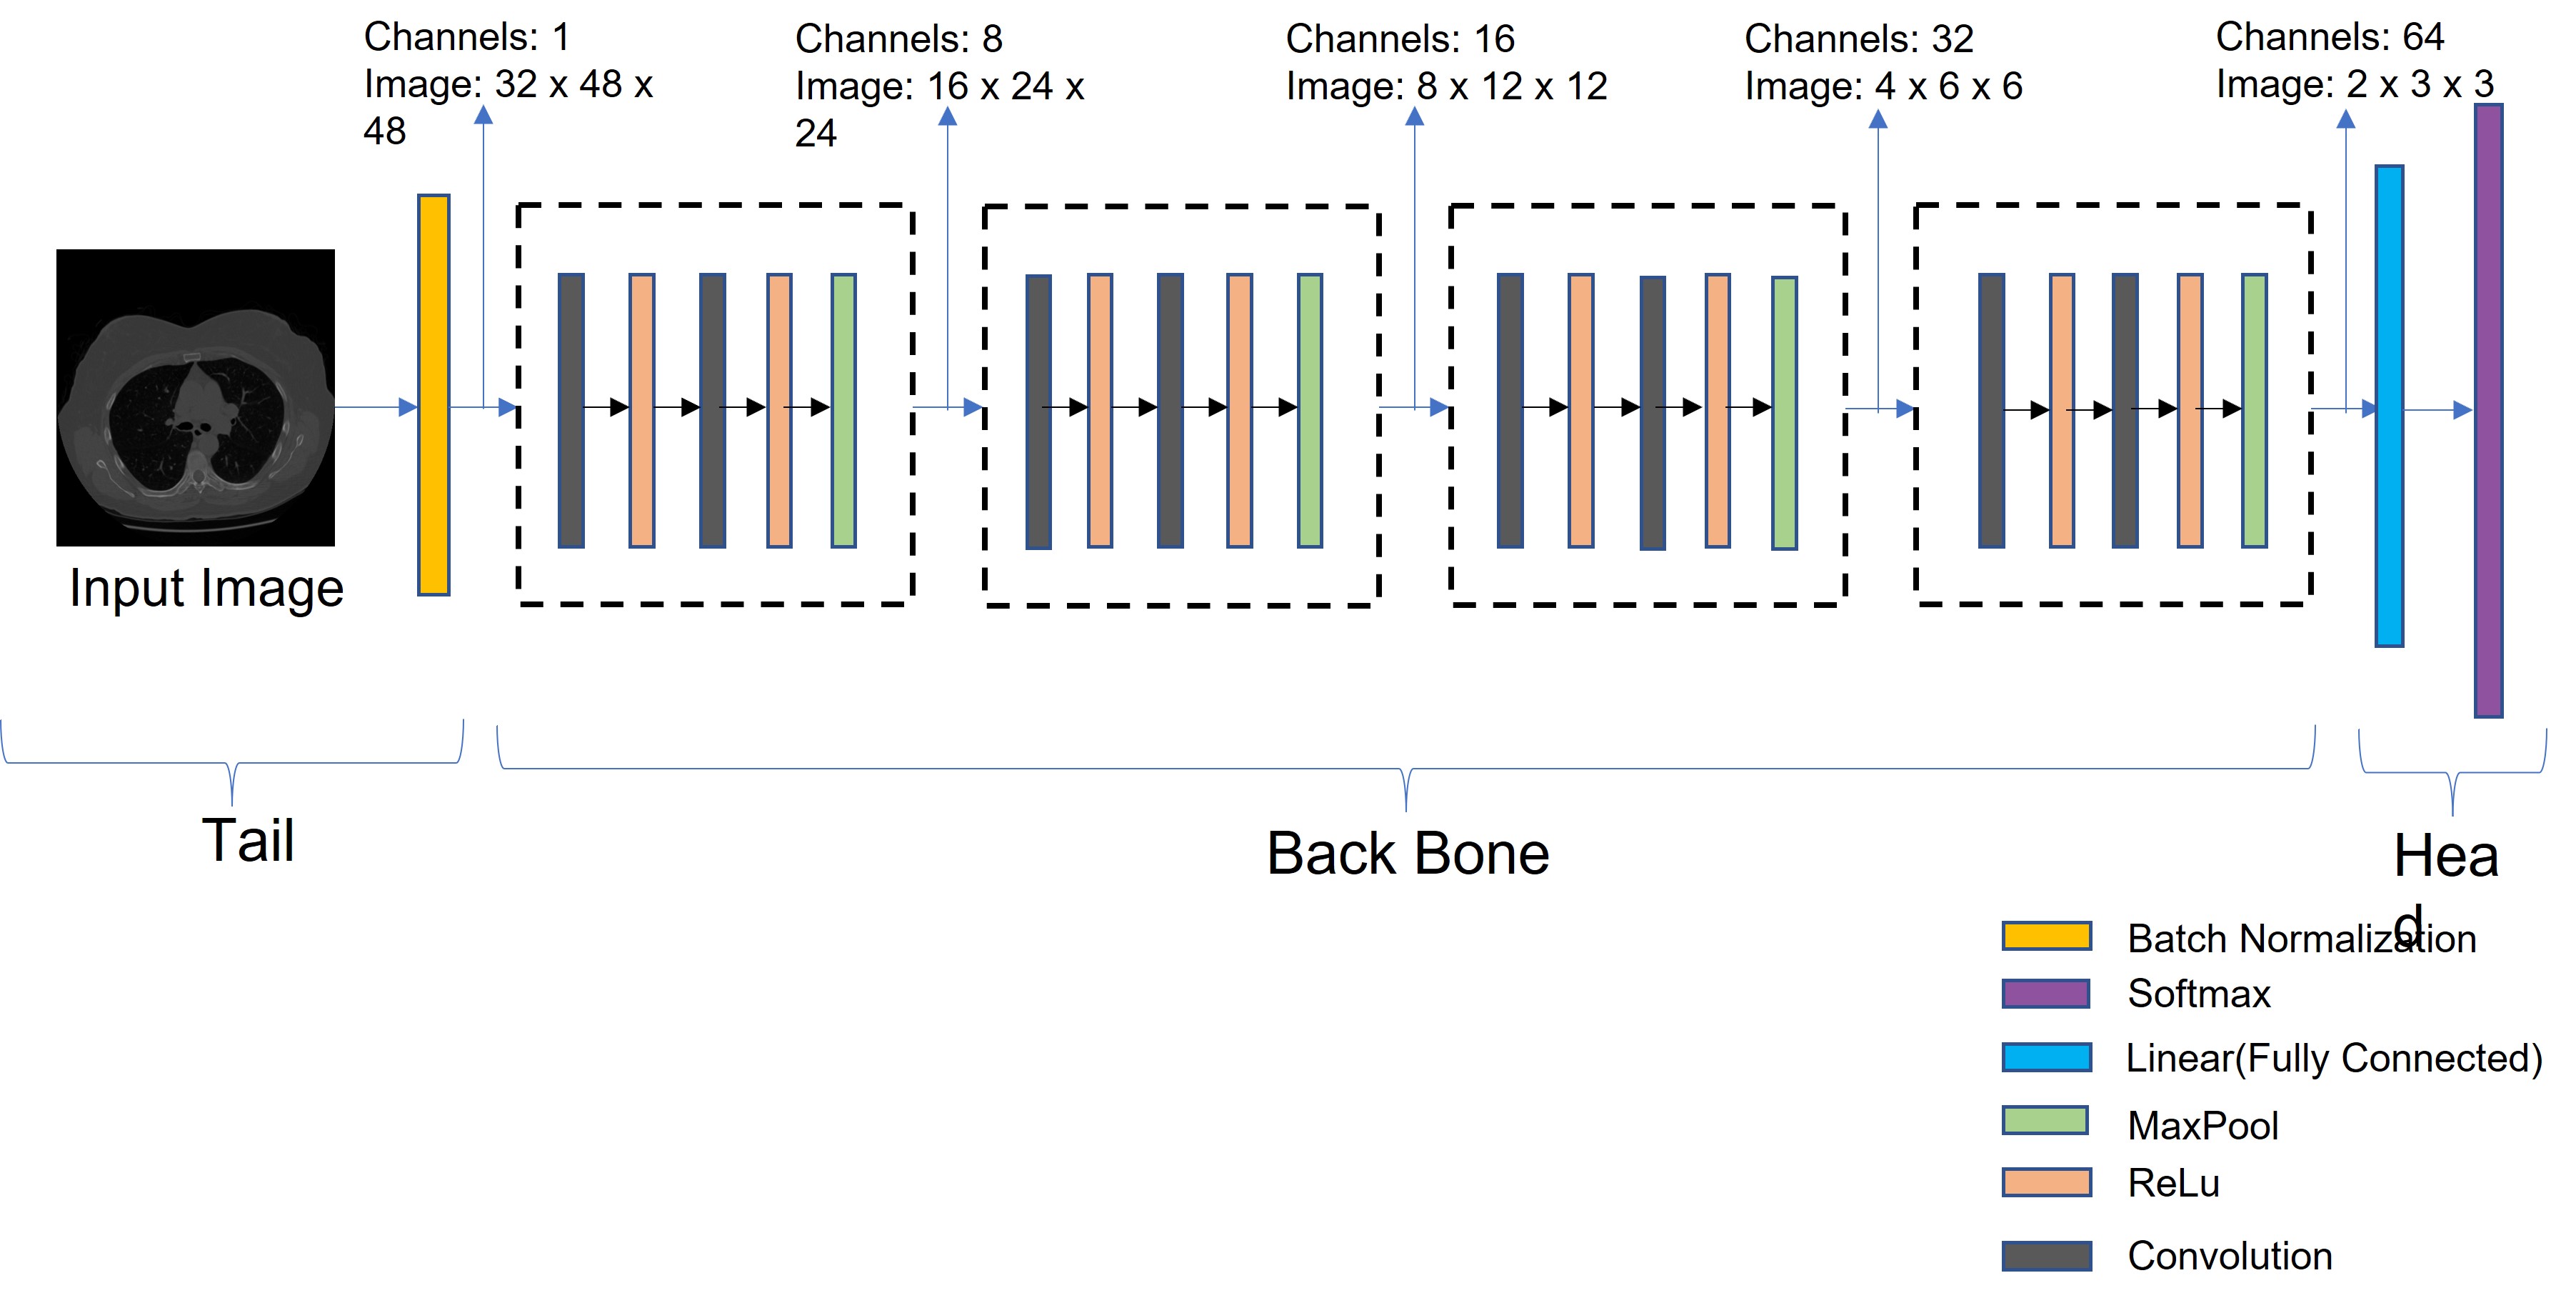 Channels: 1
Image: 32 x 48 x
48
Channels: 8
Image: 16 x 24 x
24
Channels: 16
Image: 8 x 12 x 12
Channels: 32
Image: 4 x 6 x 6
Channels: 64
Image: 2 x 3 x 3
Input Image
Tail
Back Bone
Hea
d
Batch Normalization
Softmax
Linear(Fully Connected)
MaxPool
ReLu
Convolution